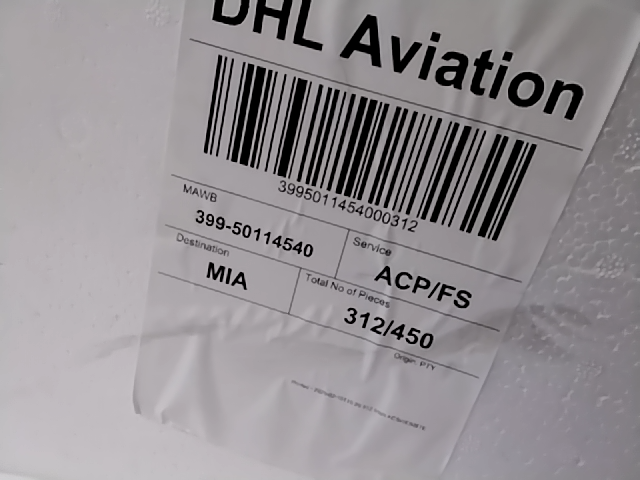 DHL Aviation
3995011454000312
MAWB
399-50114540
Service
ACP/FS
Destination
MIA
Total No of Pieces
312/450
Origin: PTY